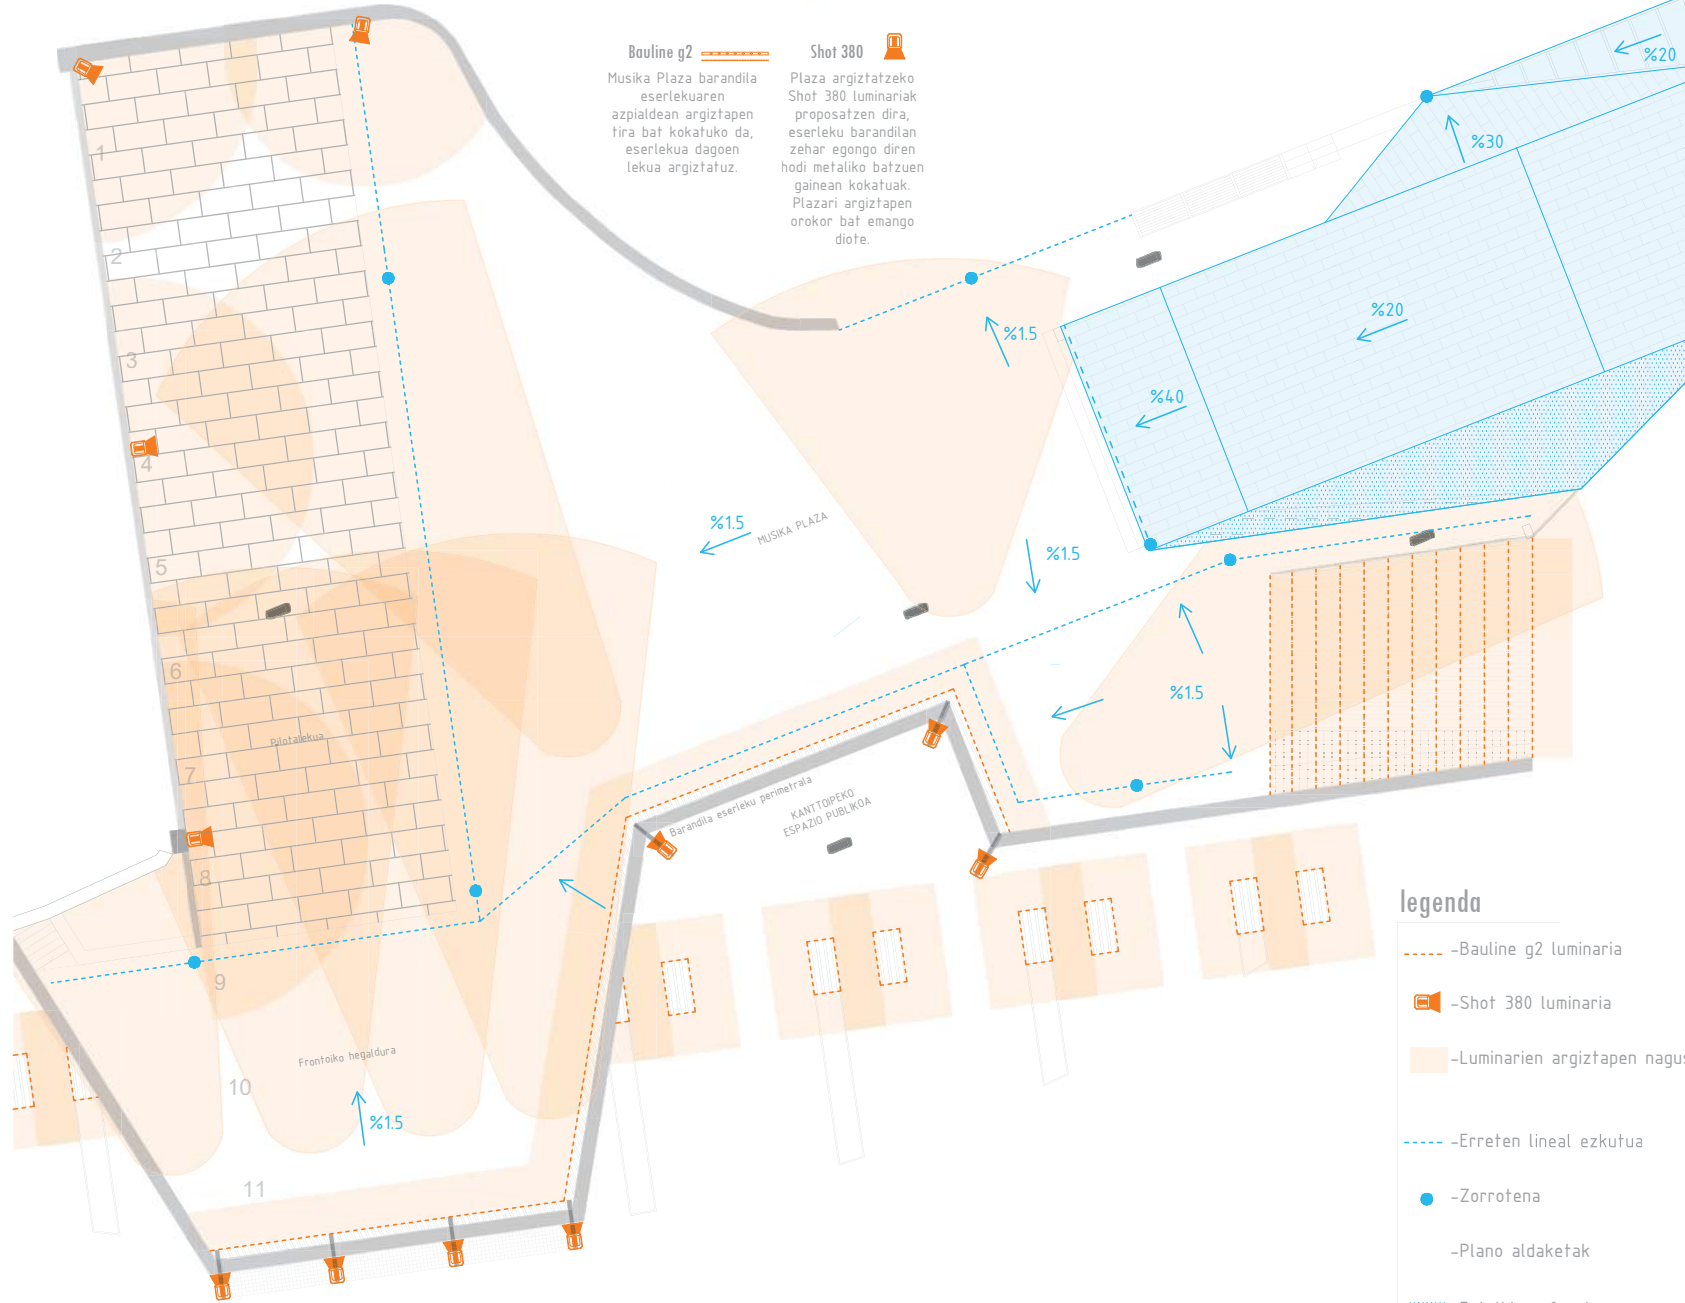 Bauline g2
Musika Plaza barandila
eserlekuaren
azpialdean argiztapen
tira bat kokatuko da,
eserlekua dagoen
lekua argiztatuz.
Shot 380
Plaza argiztatzeko
Shot 380 luminariak
proposatzen dira,
eserleku barandilan
zehar egongo diren
hodi metaliko batzuen
gainean kokatuak.
Plazari argiztapen
orokor bat emango
diote.
%20
%30
%20
%40
%1.5
%1.5
MUSIKA PLAZA
%1.5
%1.5
1
2
3
4
5
6
7
8
9
10
11
Pilotalekua
Barandila eserleku perimetrala
KANTTOIPEKO
ESPAZIO PUBLIKOA
Frontoiko hegaldura
%1.5
legenda
-Bauline g2 luminaria
-Shot 380 luminaria
-Luminarien argiztapen
-Erreten lineal ezkutua
-Zorrotena
-Plano aldaketak